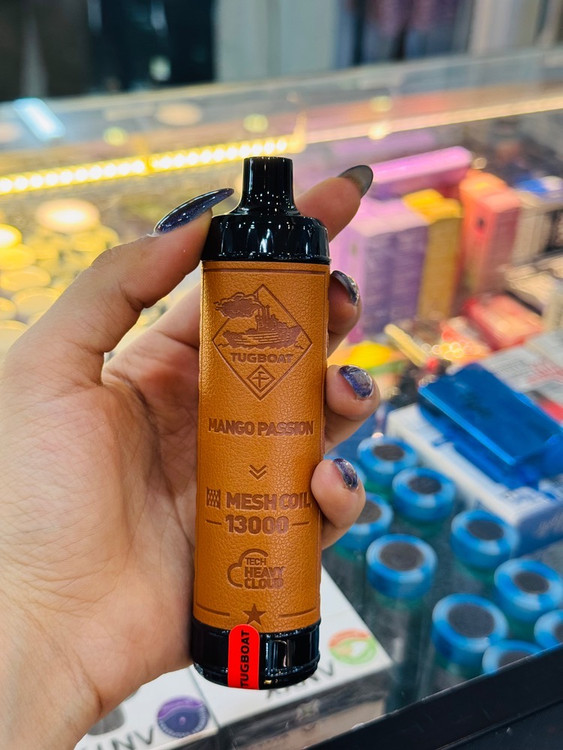 TUGBOAT
MANGO PASSION
MESH COIL
13000
TECH
HEAVY
CLOUD
TUGBOAT